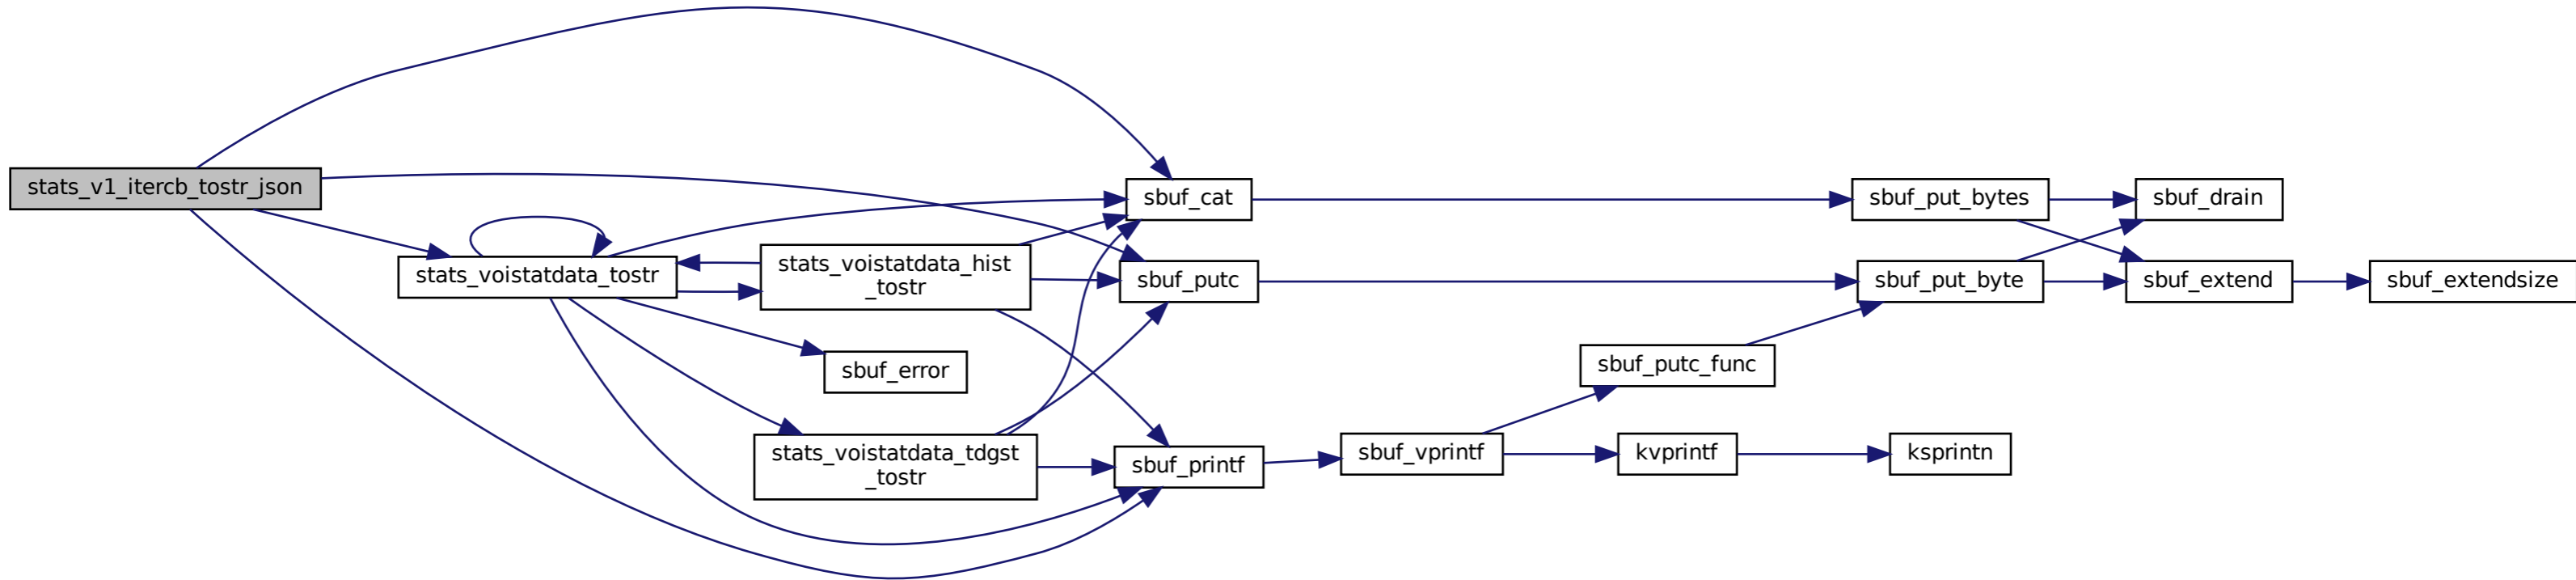 stats_v1_itercb_tostr_json
stats_voistatdata_tostr
stats_voistatdata_hist
_tostr
sbuf_error
stats_voistatdata_tdgst
_tostr
sbuf_cat
sbuf_putc
sbuf_printf
sbuf_vprintf
sbuf_putc_func
kvprintf
sbuf_put_bytes
sbuf_put_byte
ksprintn
sbuf_drain
sbuf_extend
sbuf_extendsize